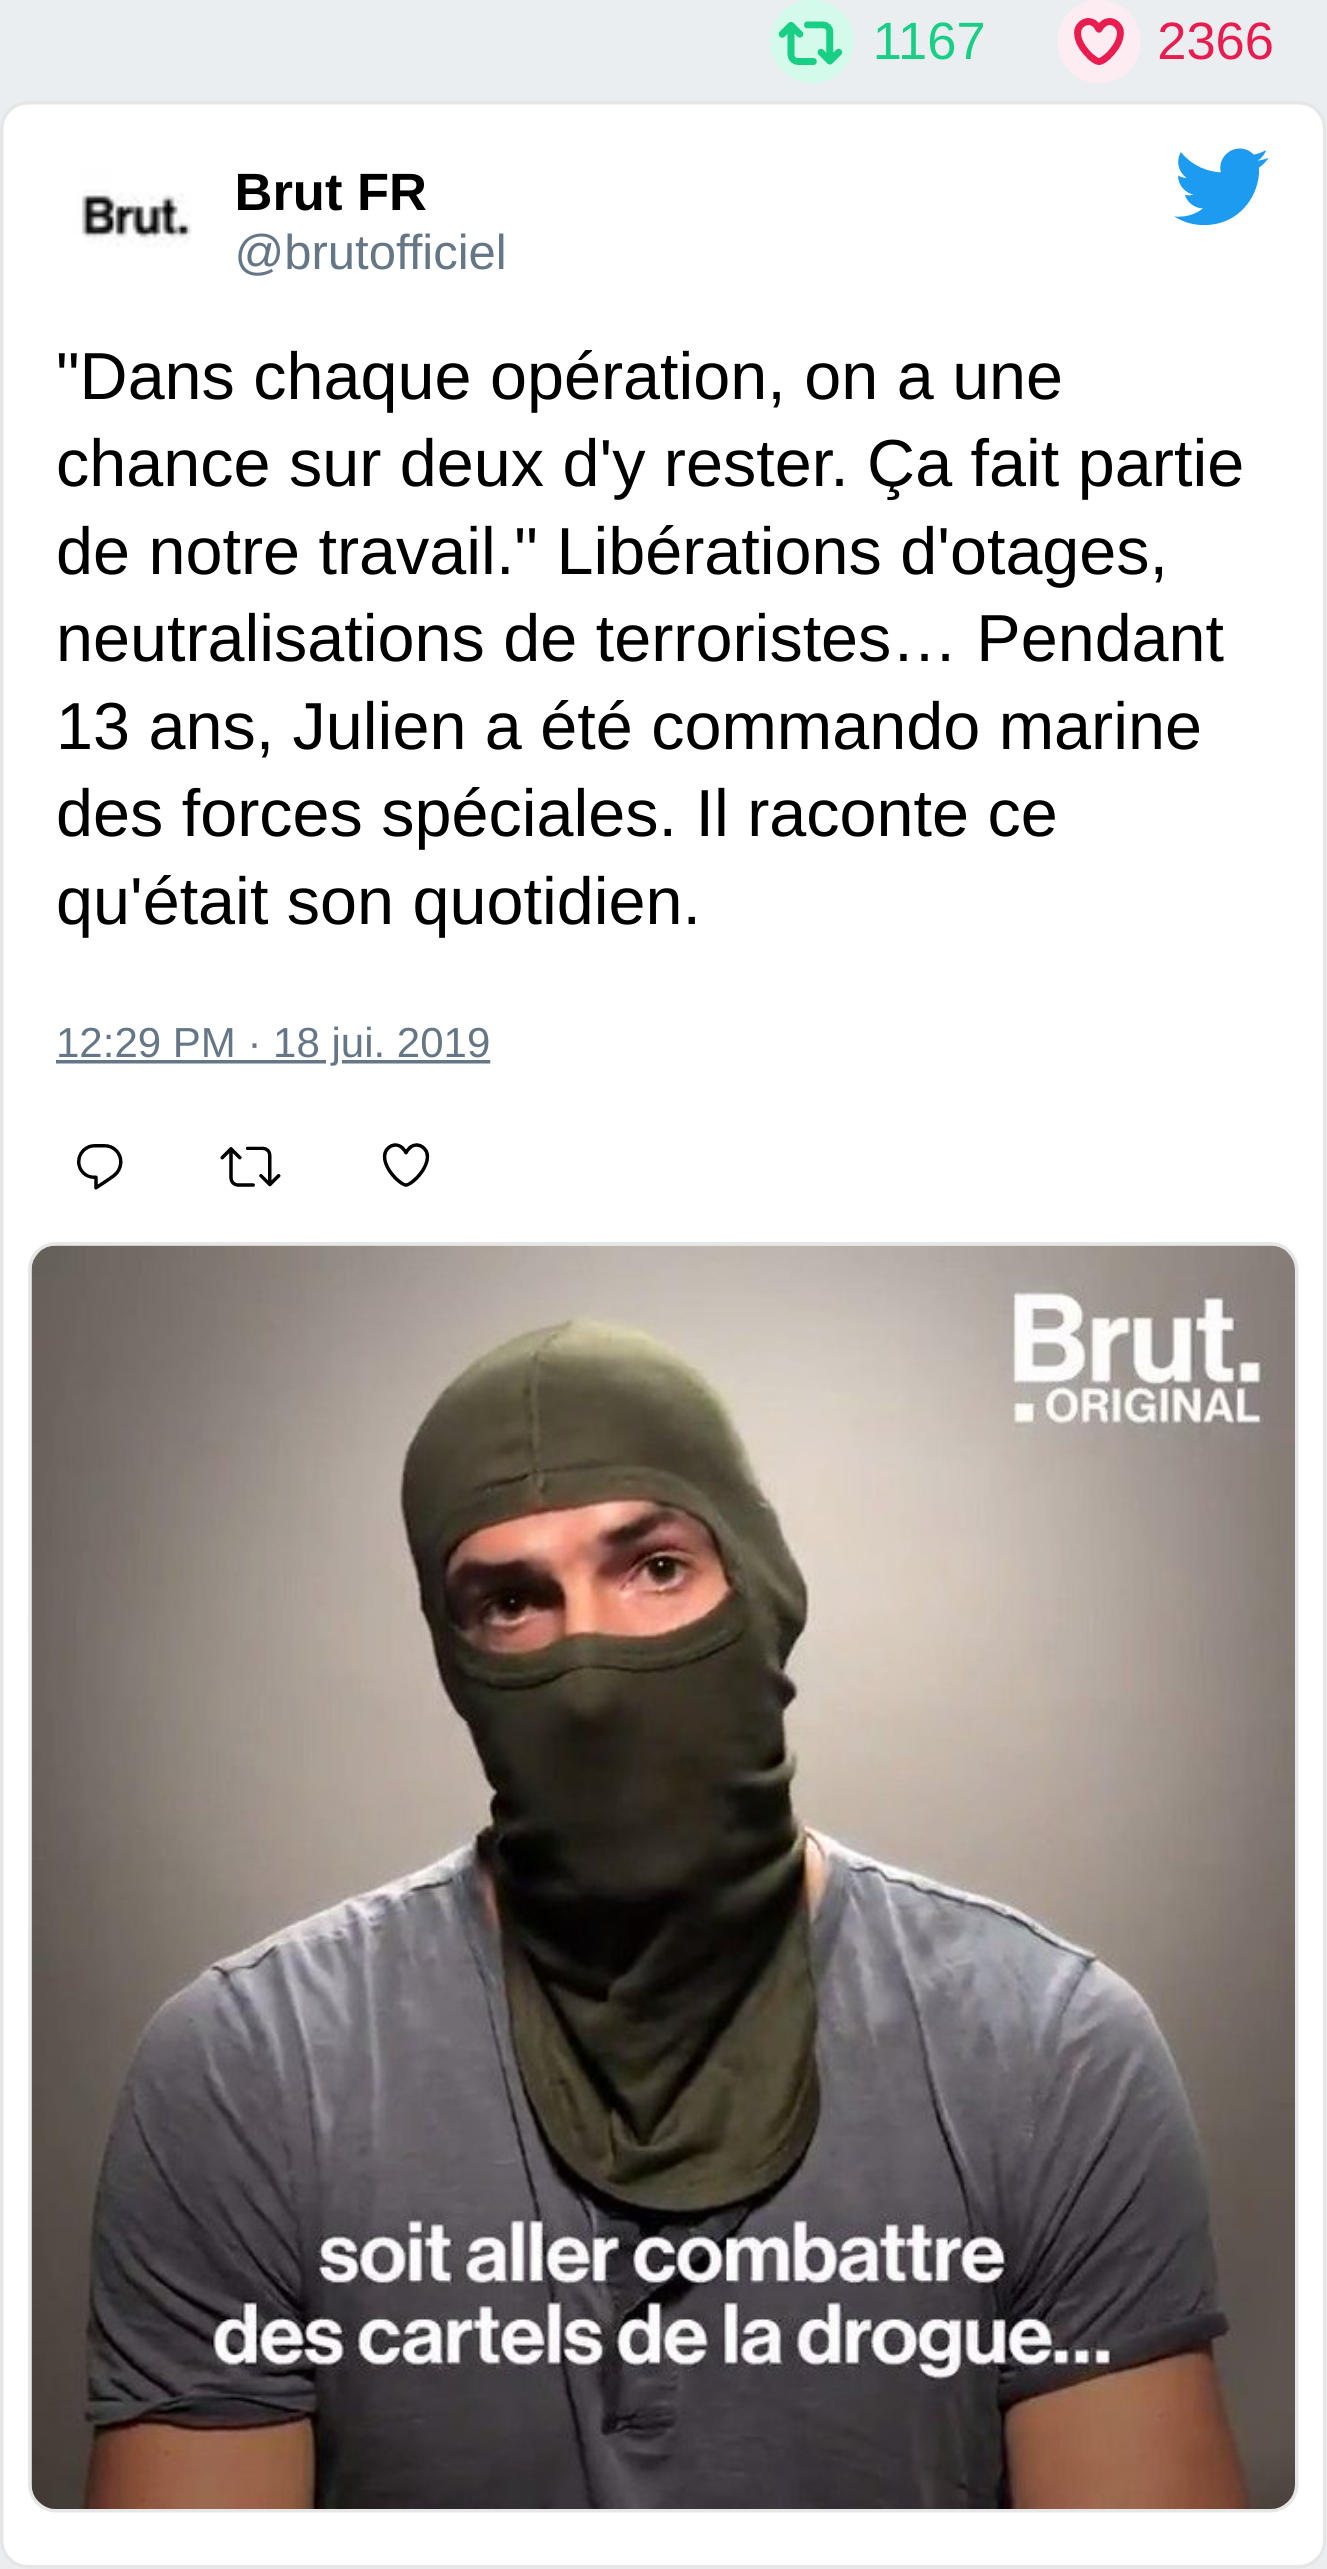 1167 2366
Brut.
Brut FR
@brutofficiel
"Dans chaque opération, on a une
chance sur deux d'y rester. Ça fait partie
de notre travail." Libérations d'otages,
neutralisations de terroristes… Pendant
13 ans, Julien a été commando marine
des forces spéciales. Il raconte ce
qu'était son quotidien.
12:29 PM · 18 jui. 2019
Brut.
ORIGINAL
soit aller combattre
des cartels de la drogue...